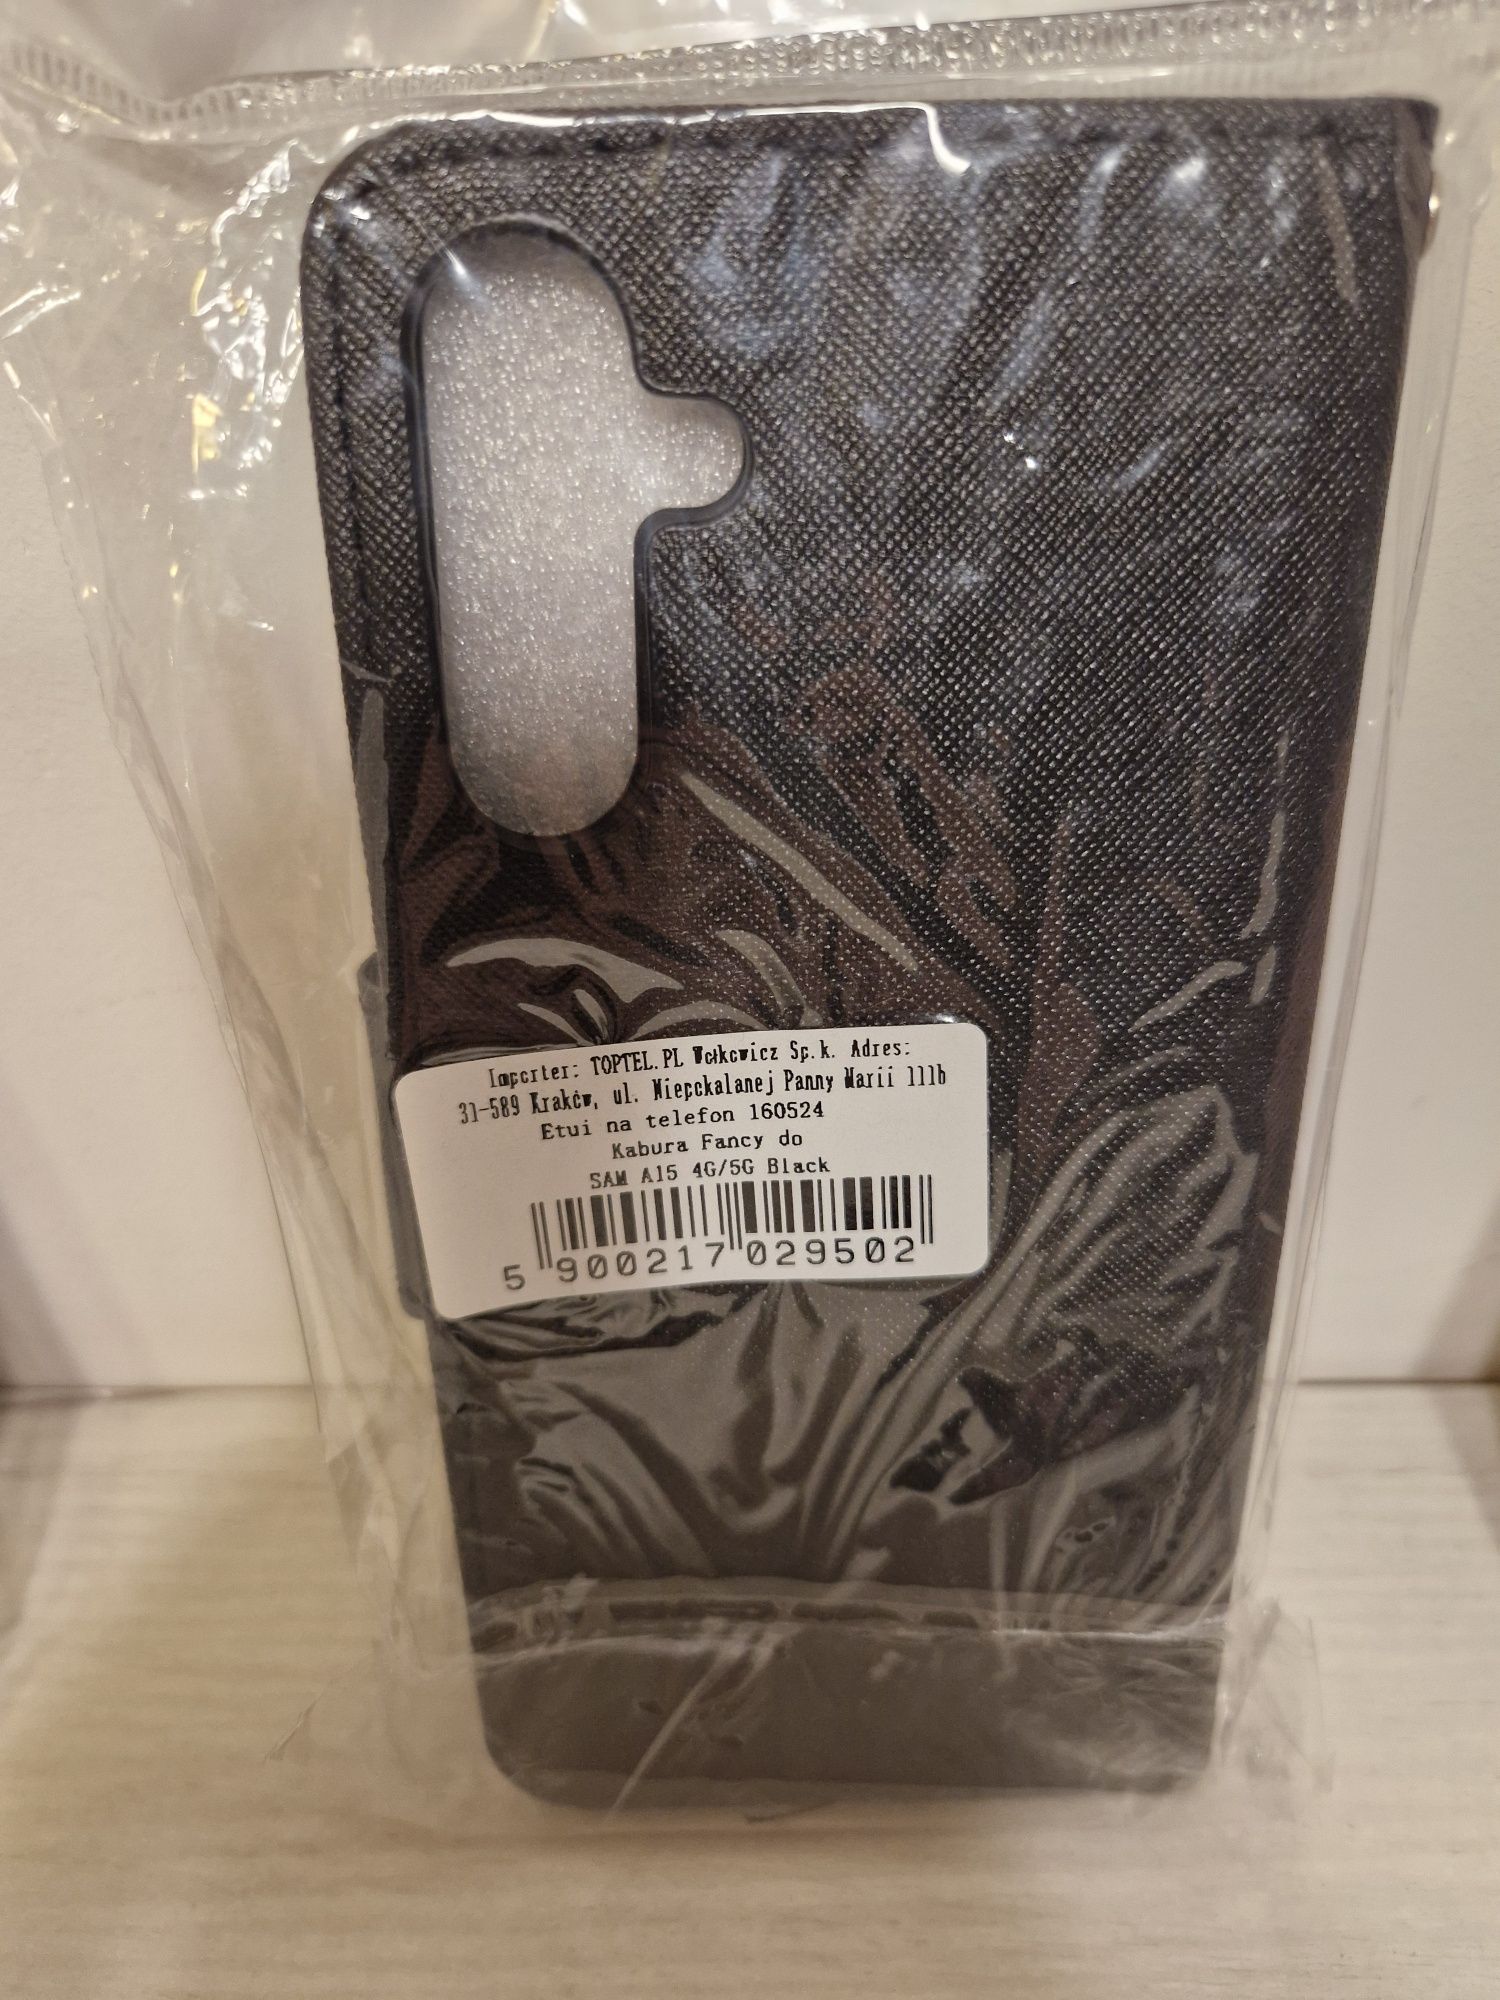 Importer: TOPTEL.PL Wołkowicz Sp.k. Adres:
31-589 Kraków, ul. Niepokalanej Panny Marii 111b
Etui na telefon 160524
Kabura Fancy do
SAM A15 4G/5G Black
5 900217 029502